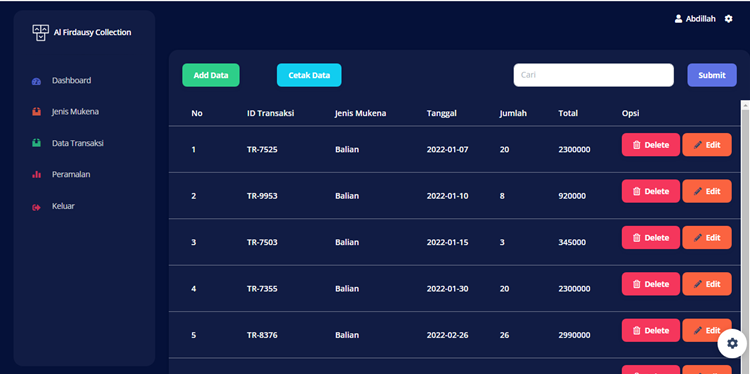 Al Firdausy Collection
Abdillah
Dashboard
Jenis Mukena
Data Transaksi
Peramalan
Keluar
Add Data Cetak Data Cari Submit
No ID Transaksi Jenis Mukena Tanggal Jumlah Total Opsi
1 TR-7525 Balian 2022-01-07 20 2300000 Delete Edit
2 TR-9953 Balian 2022-01-10 8 920000 Delete Edit
3 TR-7503 Balian 2022-01-15 3 345000 Delete Edit
4 TR-7355 Balian 2022-01-30 20 2300000 Delete Edit
5 TR-8376 Balian 2022-02-26 26 2990000 Delete Edit